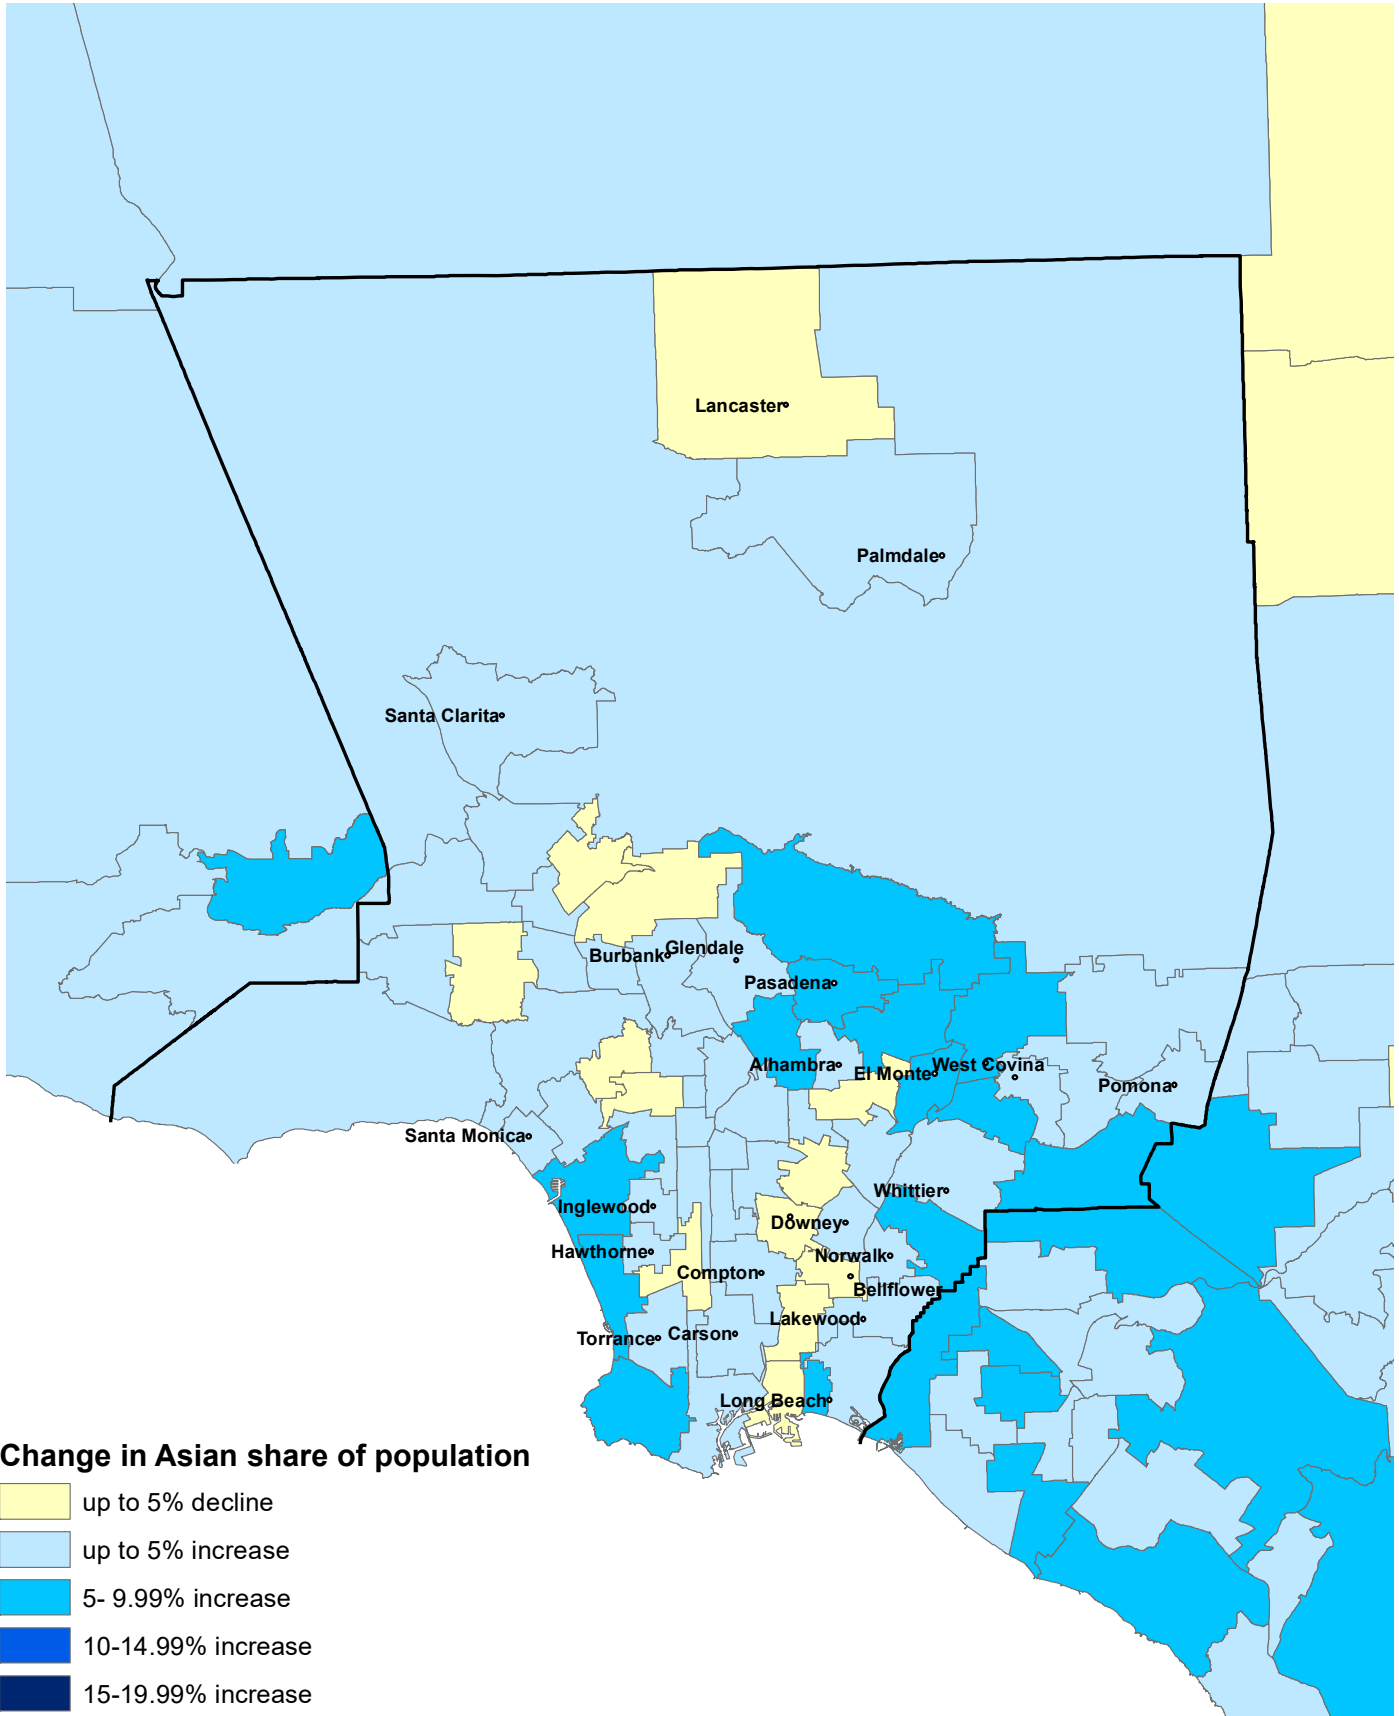 Lancaster
Palmdale
Santa Clarita
Burbank
Glendale
Pasadena
Alhambra
El Monte
West Covina
Pomona
Santa Monica
Whittier
Inglewood
Downey
Hawthorne
Norwalk
Compton
Bellflower
Lakewood
Torrance
Carson
Long Beach
Change in Asian share of population
up to 5% decline
up to 5% increase
5- 9.99% increase
10-14.99% increase
15-19.99% increase